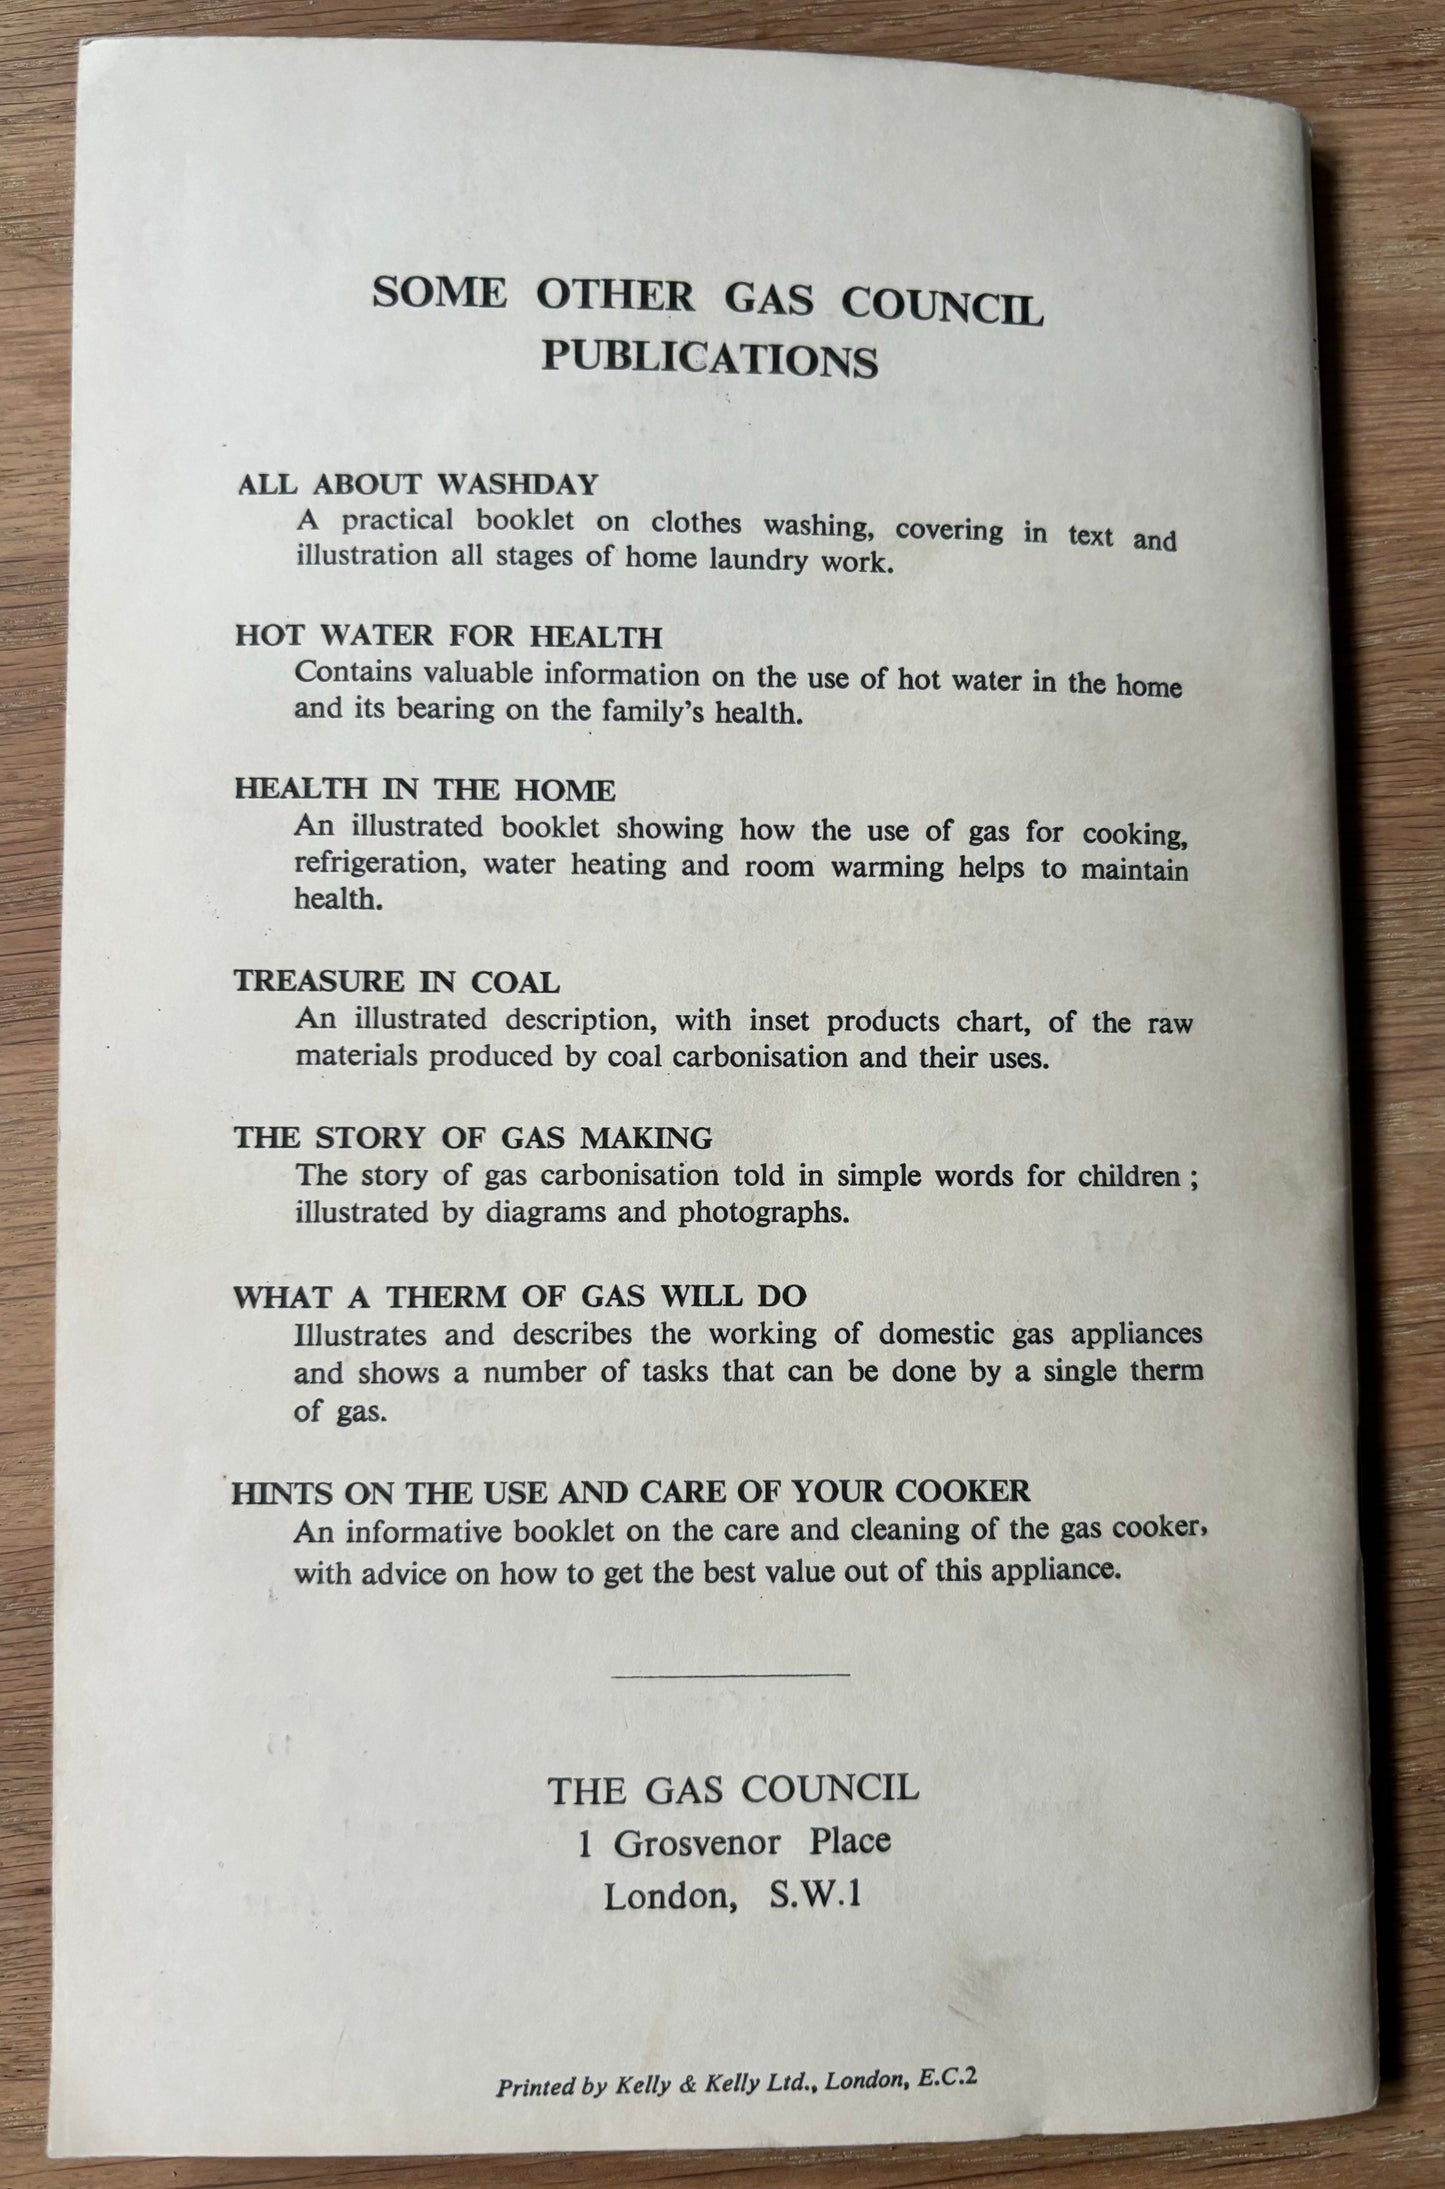 SOME OTHER GAS COUNCIL
PUBLICATIONS
ALL ABOUT WASHDAY
A practical booklet on clothes washing, covering in text and
illustration all stages of home laundry work.
HOT WATER FOR HEALTH
Contains valuable information on the use of hot water in the home
and its bearing on the family's health.
HEALTH IN THE HOME
An illustrated booklet showing how the use of gas for cooking,
refrigeration, water heating and room warming helps to maintain
health.
TREASURE IN COAL
An illustrated description, with inset products chart, of the raw
materials produced by coal carbonisation and their uses.
THE STORY OF GAS MAKING
The story of gas carbonisation told in simple words for children ;
illustrated by diagrams and photographs.
WHAT A THERM OF GAS WILL DO
Illustrates and describes the working of domestic gas appliances
and shows a number of tasks that can be done by a single therm
of gas.
HINTS ON THE USE AND CARE OF YOUR COOKER
An informative booklet on the care and cleaning of the gas cooker,
with advice on how to get the best value out of this appliance.
THE GAS COUNCIL
1 Grosvenor Place
London, S.W.1
Printed by Kelly & Kelly Ltd., London, E.C.2